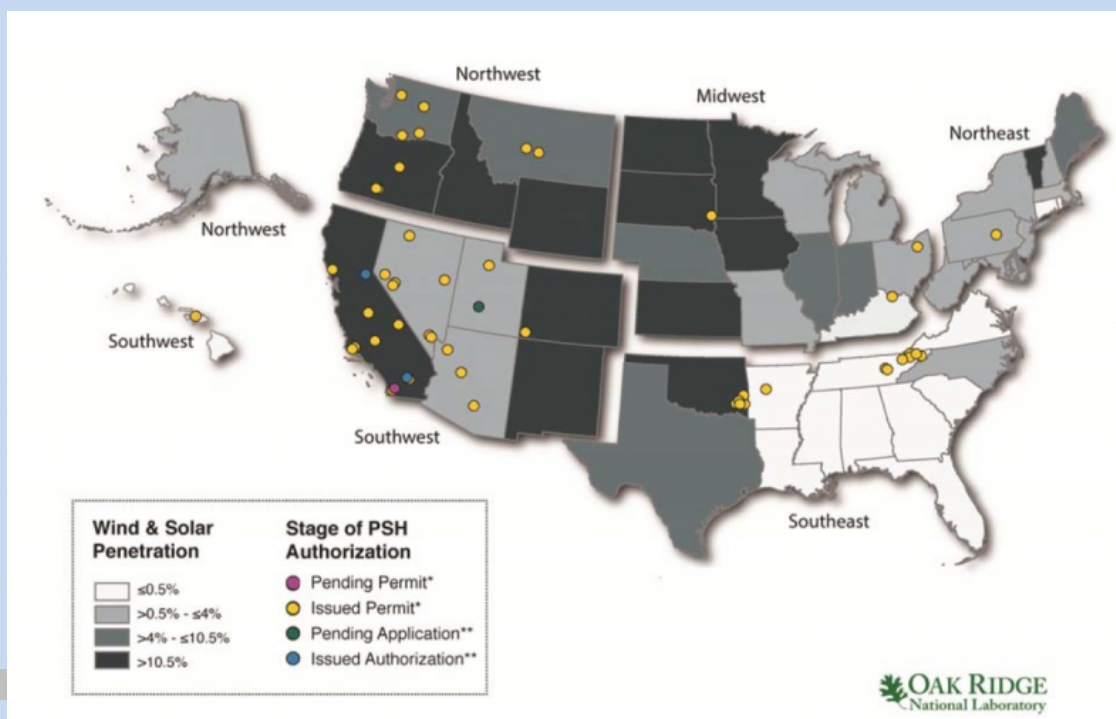 Northwest
Midwest
Northeast
Northwest
Southwest
Southwest
Southeast
Wind & Solar
Penetration
≤0.5%
>0.5% - ≤4%
>4% - ≤10.5%
>10.5%
Stage of PSH
Authorization
Pending Permit*
Issued Permit*
Pending Application**
Issued Authorization**
OAK RIDGE
National Laboratory